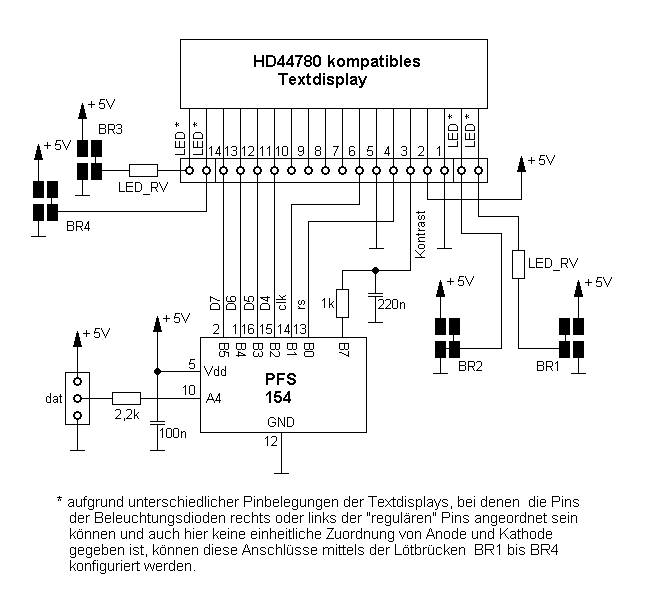 HD44780 kompatibles
Textdisplay
+5V
BR3
+5V
LED *
LED *
14 13 12 11 10 9 8 7 6 5 4 3 2 1
LED *
LED *
+5V
LED_RV
BR4
Kontrast
LED_RV
D7
D6
D5
D4
clk
rs
1k
220n
+5V
+5V
2 1 16 15 14 13
B5
B4
B3
B2
B1
B0
B7
BR2
BR1
+5V
+5V
5
Vdd
PFS
154
dat
2,2k
10
A4
GND
100n
12
* aufgrund unterschiedlicher Pinbelegungen der Textdisplays, bei denen die Pins
der Beleuchtungsdioden rechts oder links der "regulären" Pins angeordnet sein
können und auch hier keine einheitliche Zuordnung von Anode und Kathode
gegeben ist, können diese Anschlüsse mittels der Lötbrücken BR1 bis BR4
konfiguriert werden.